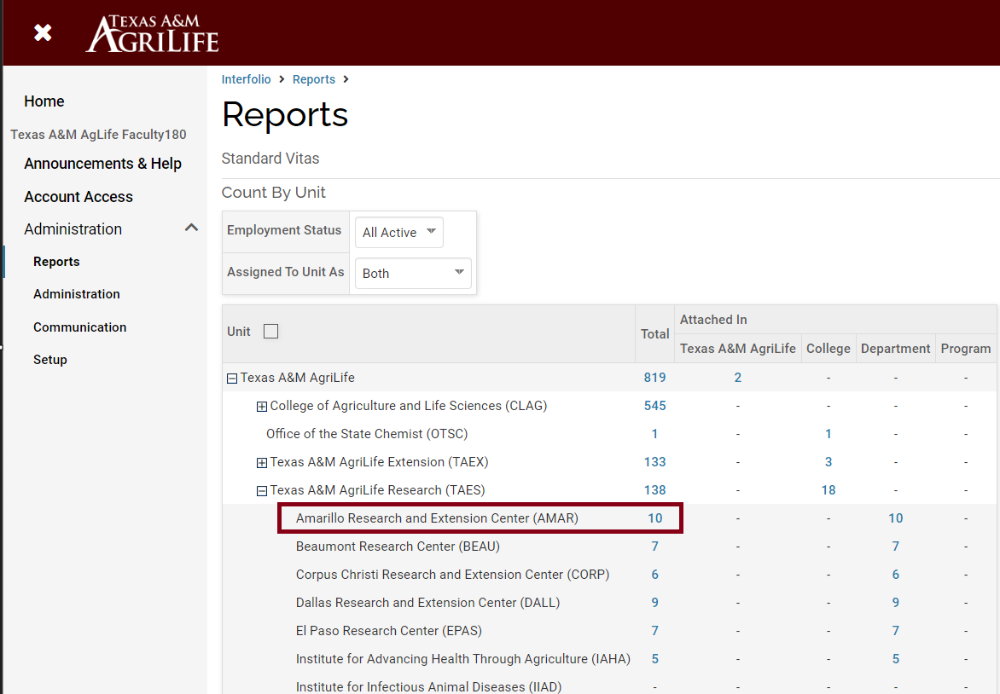 TEXAS A&M
AGRILIFE
Home
Texas A&M AgLife Faculty180
Announcements & Help
Account Access
Administration
Reports
Administration
Communication
Setup
Interfolio > Reports >
Reports
Standard Vitas
Count By Unit
Employment Status All Active
Assigned To Unit As Both
Unit Total Attached In
Texas A&M AgriLife College Department Program
Texas A&M AgriLife 819 2 - - -
College of Agriculture and Life Sciences (CLAG) 545 - - - -
Office of the State Chemist (OTSC) 1 - 1 - -
Texas A&M AgriLife Extension (TAEX) 133 - 3 - -
Texas A&M AgriLife Research (TAES) 138 - 18 - -
Amarillo Research and Extension Center (AMAR) 10 - - 10 -
Beaumont Research Center (BEAU) 7 - - 7 -
Corpus Christi Research and Extension Center (CORP) 6 - - 6 -
Dallas Research and Extension Center (DALL) 9 - - 9 -
El Paso Research Center (EPAS) 7 - - 7 -
Institute for Advancing Health Through Agriculture (IAHA) 5 - - 5 -
Institute for Infectious Animal Diseases (IIAD) - - - - -